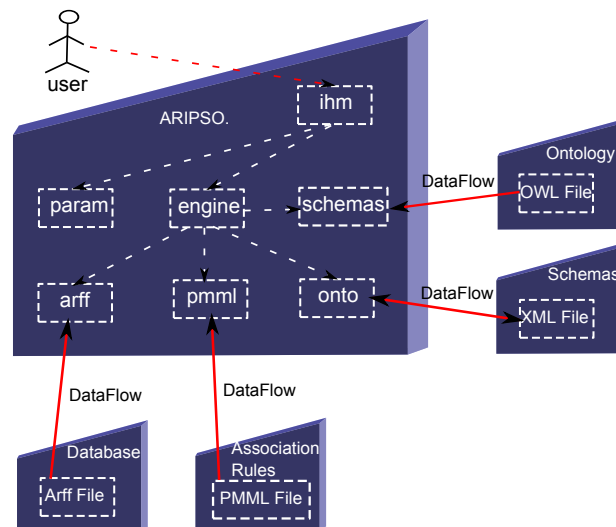 user
ihm
ARIPSO.
param
engine
schemas
arff
pmml
onto
DataFlow
Ontology
OWL File
DataFlow
Schemas
XML File
DataFlow
DataFlow
Database
Arff File
Association
Rules
PMML File